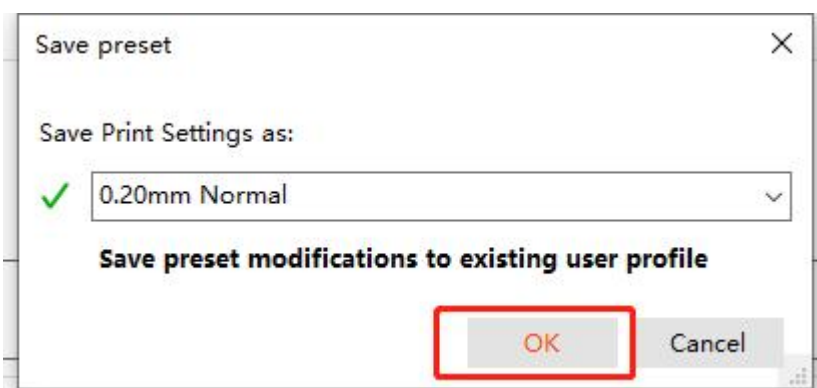 Save preset
Save Print Settings as:
0.20mm Normal
Save preset modifications to existing user profile
OK
Cancel